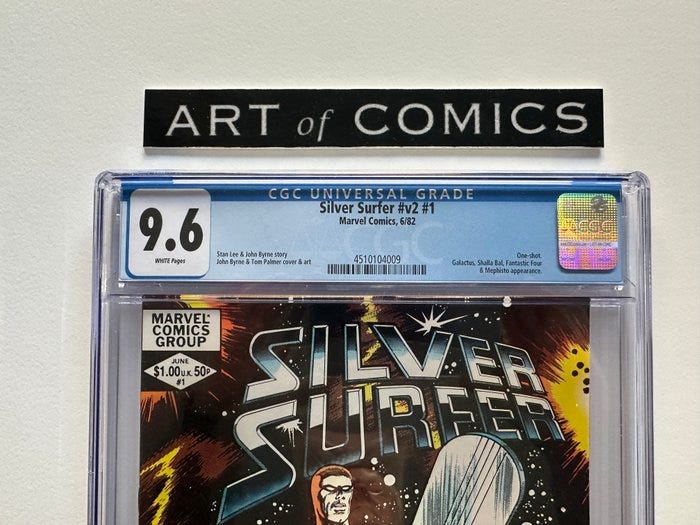 ART of COMICS
CGC UNIVERSAL GRADE
9.6
WHITE Pages
Silver Surfer #v2 #1
Marvel Comics, 6/82
Stan Lee & John Byrne story
John Byrne & Tom Palmer cover & art
4510104009
One-shot.
Galactus, Shalla Bal, Fantastic Four
& Mephisto appearance.
CGC
CGC
MARVEL
COMICS
GROUP
JUNE
$1.00 U.K. 50P
#1
SILVER
SURFER